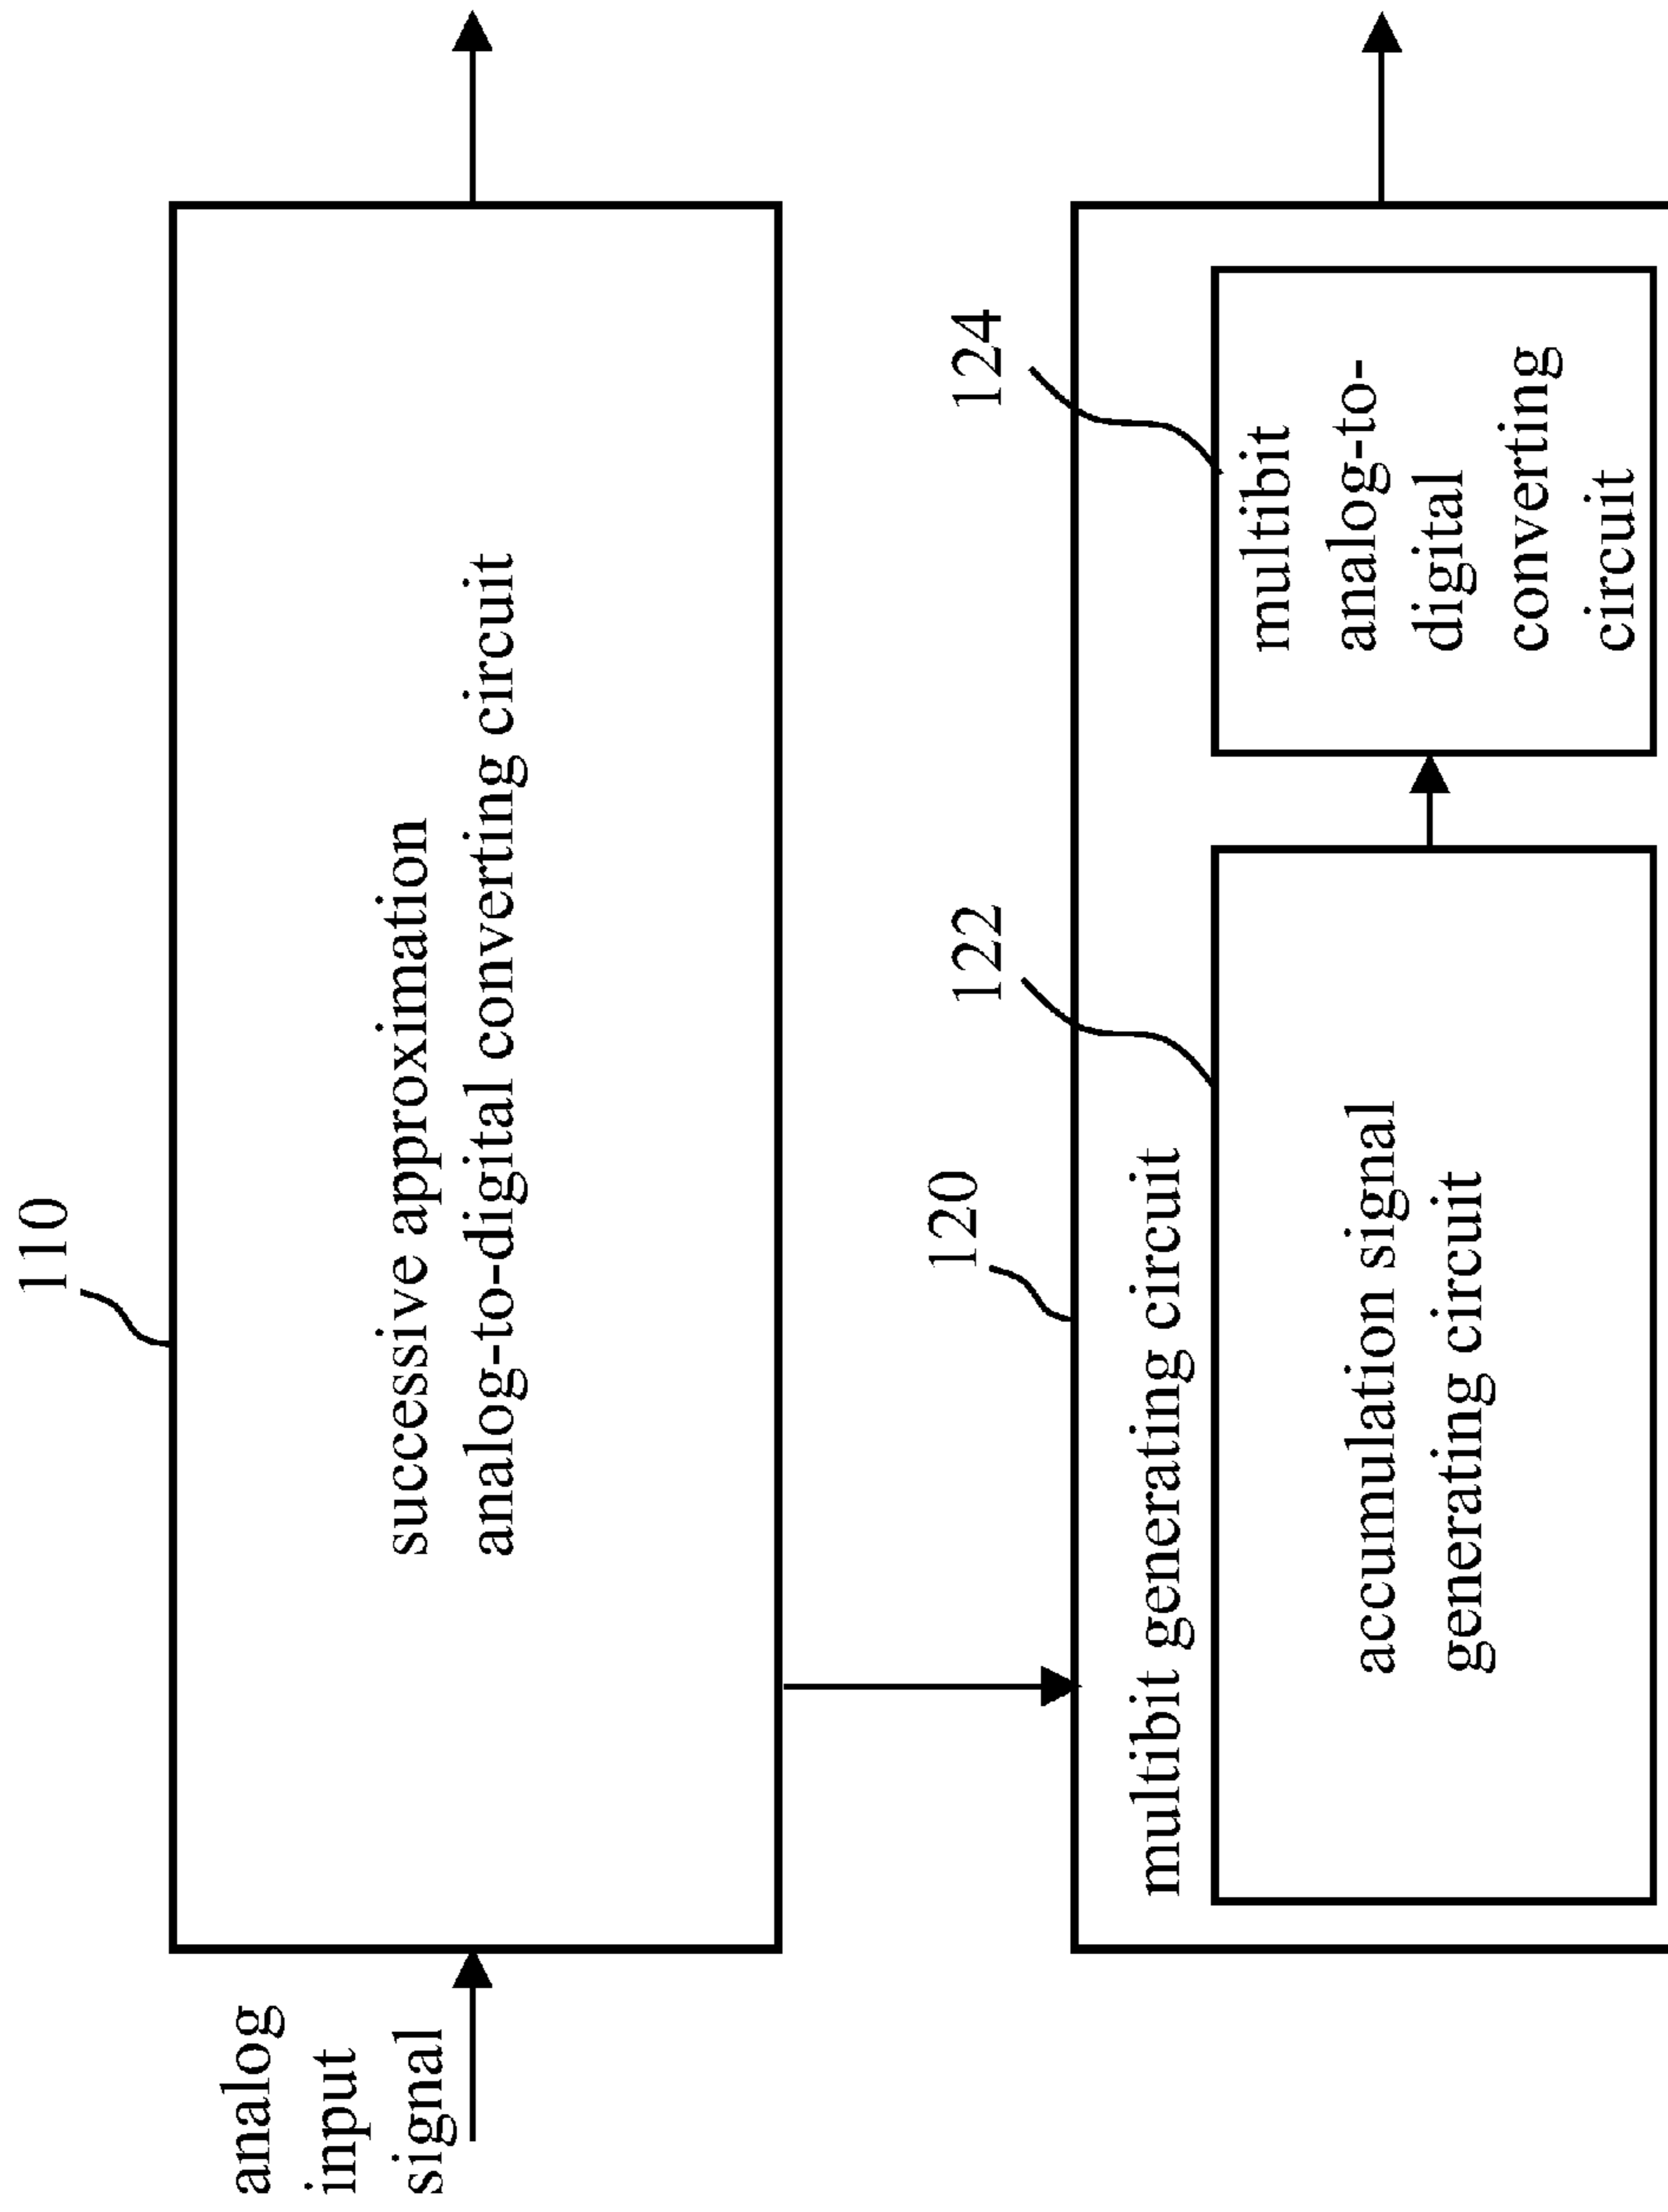 110
analog
input
signal
successive approximation
analog-to-digital converting circuit
120
122
124
multibit generating circuit
accumulation signal
generating circuit
multibit
analog-to-
digital
converting
circuit